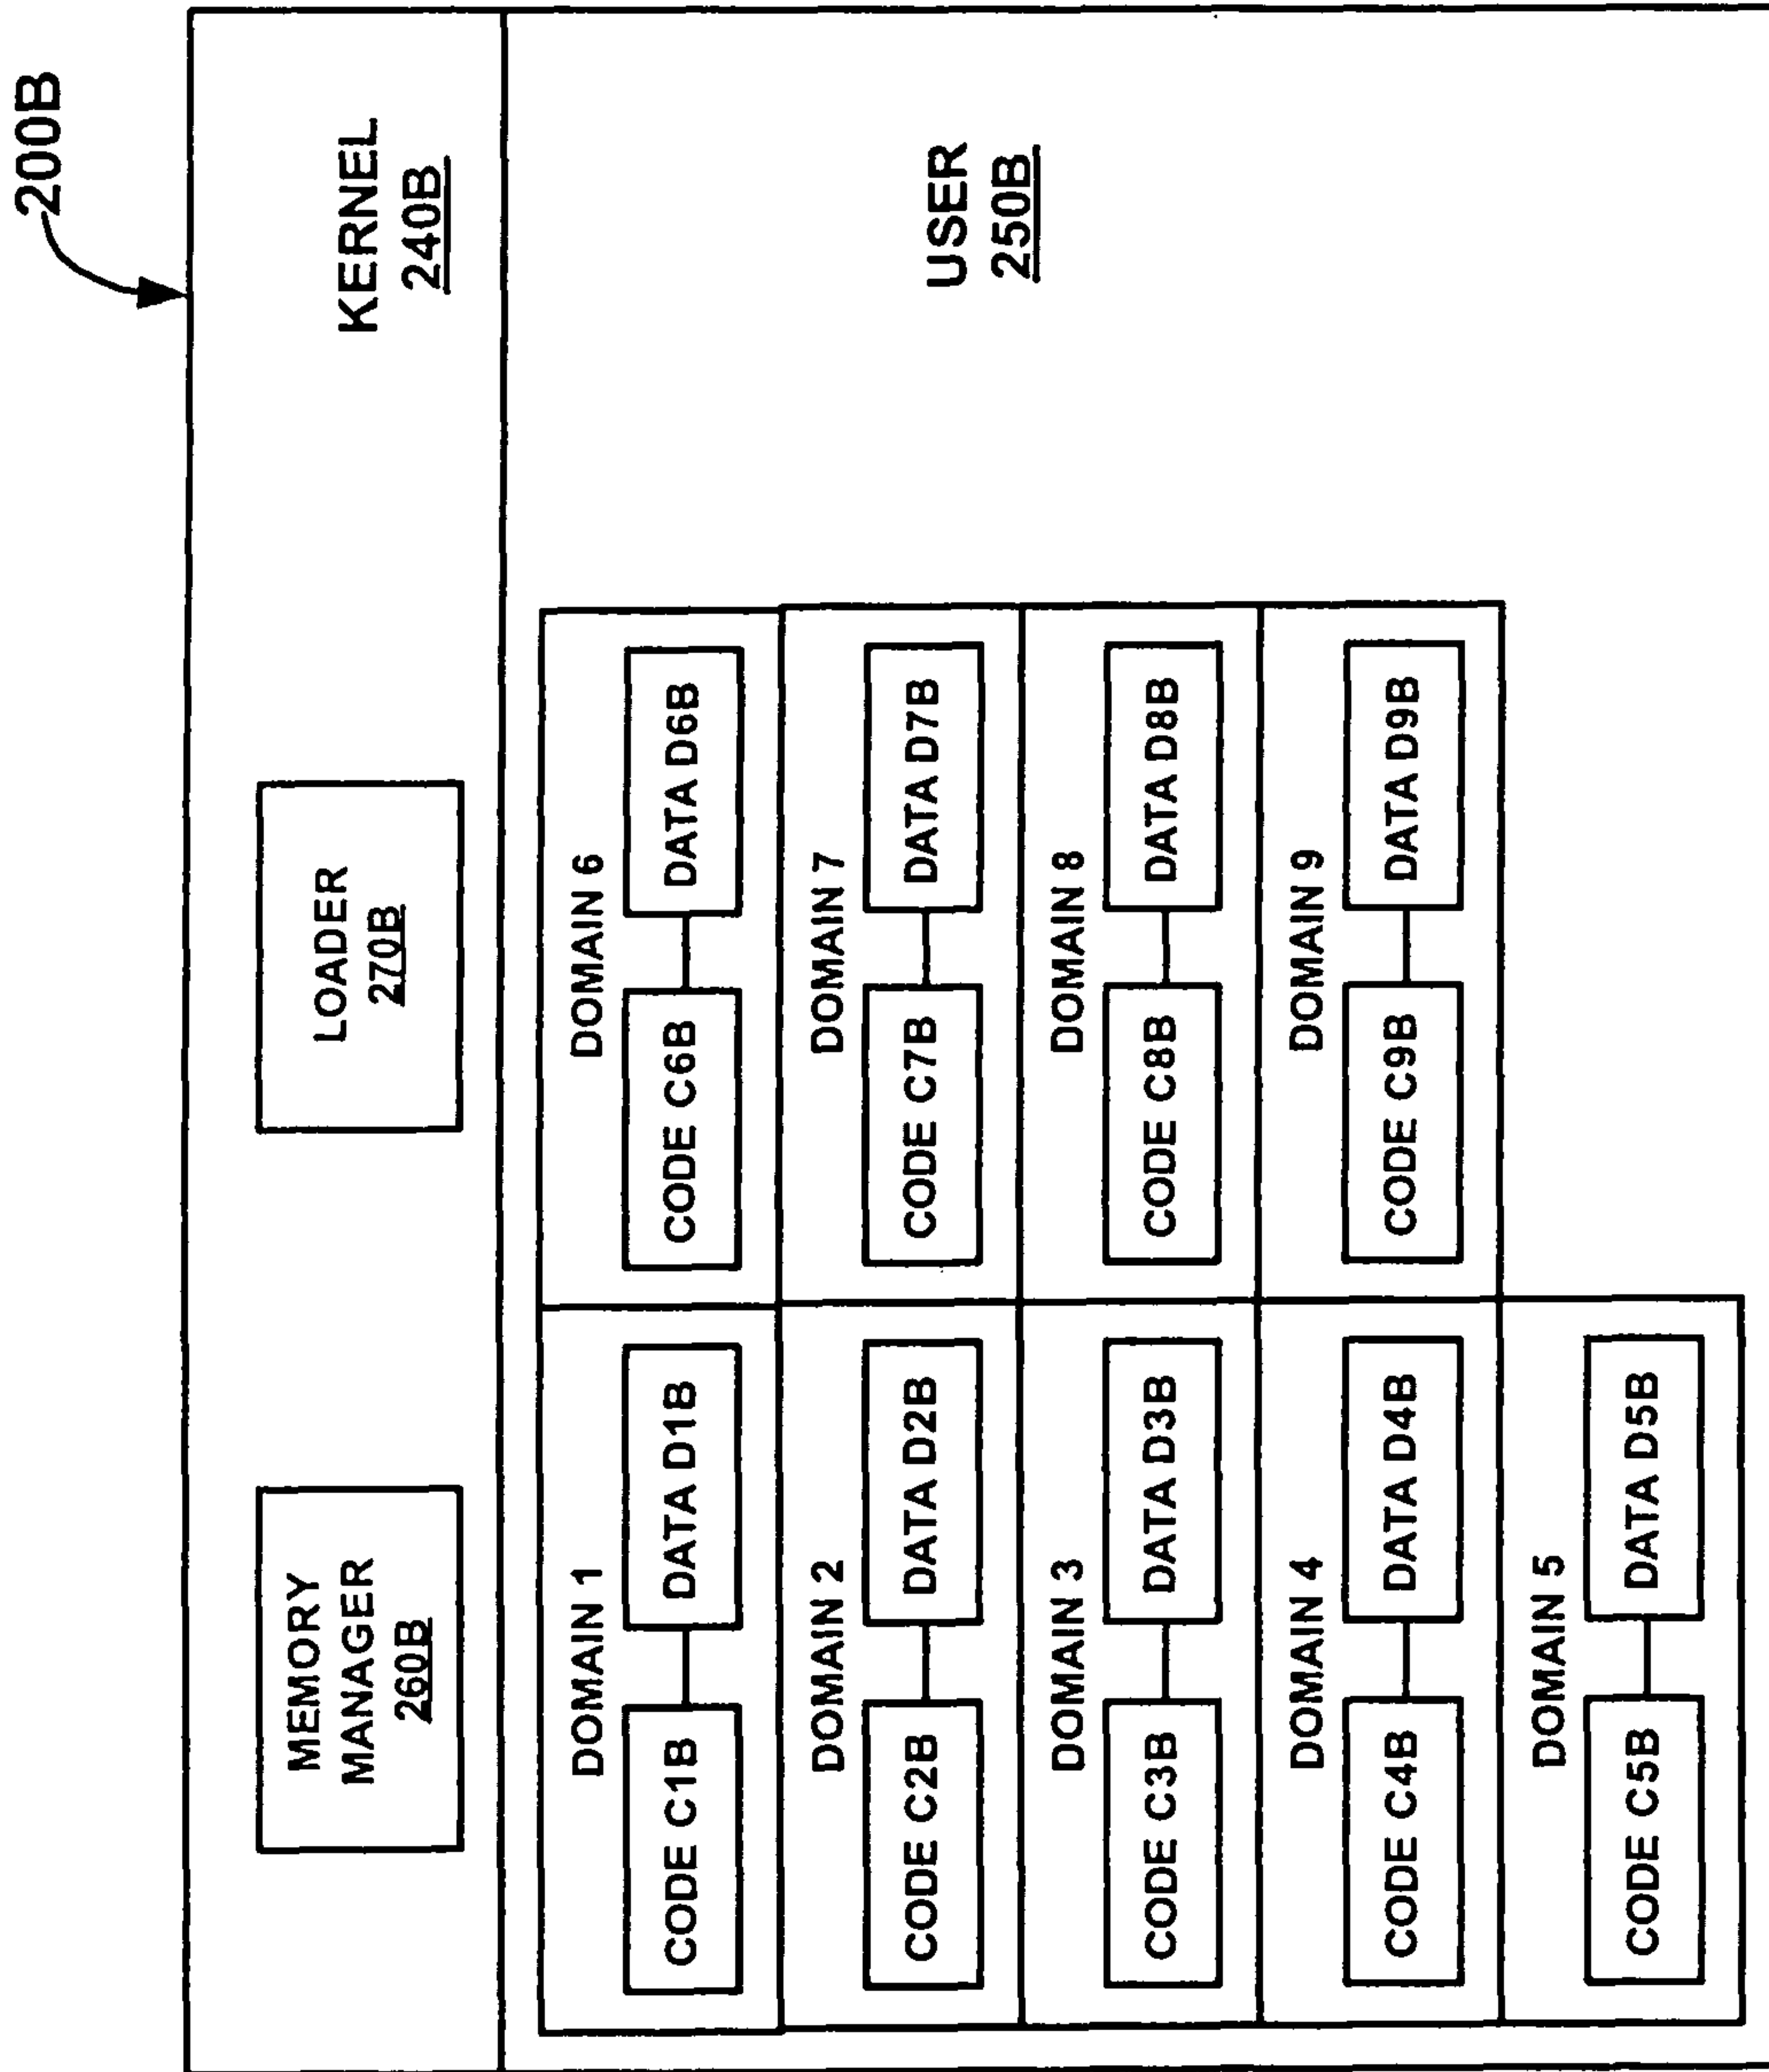 200B
KERNEL
240B
MEMORY
MANAGER
260B
LOADER
270B
USER
250B
DOMAIN 1
CODE C1B
DATA D1B
DOMAIN 6
CODE C6B
DATA D6B
DOMAIN 2
CODE C2B
DATA D2B
DOMAIN 7
CODE C7B
DATA D7B
DOMAIN 3
CODE C3B
DATA D3B
DOMAIN 8
CODE C8B
DATA D8B
DOMAIN 4
CODE C4B
DATA D4B
DOMAIN 9
CODE C9B
DATA D9B
DOMAIN 5
CODE C5B
DATA D5B